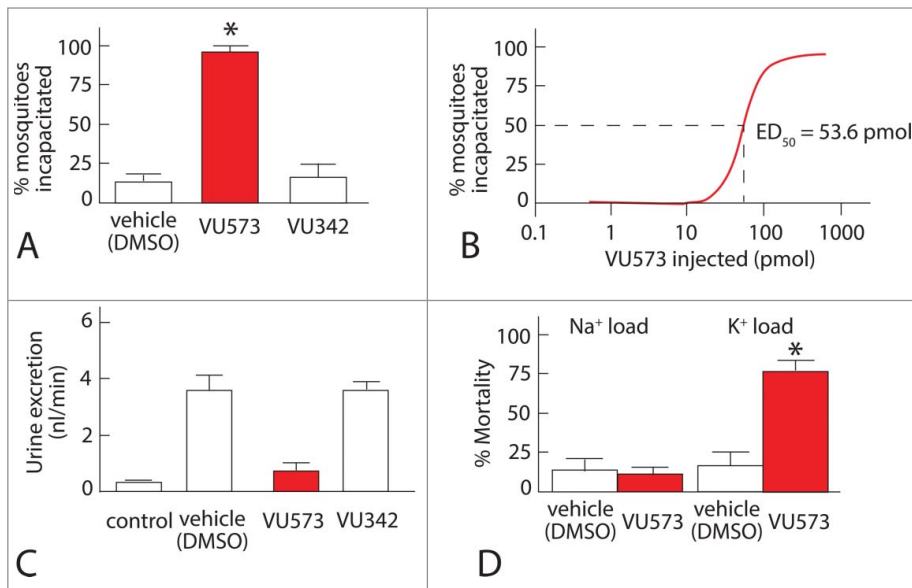 % mosquitoes
incapacitated
100
75
50
25
0
*
vehicle
(DMSO)
VU573
VU342
A
% mosquitoes
incapacitated
100
75
50
25
0
ED50 = 53.6 pmol
0.1
1
10
100
1000
VU573 injected (pmol)
B
Urine excretion
(nl/min)
6
4
2
0
control
vehicle
(DMSO)
VU573
VU342
C
% Mortality
100
75
50
25
0
Na+ load
K+ load
*
vehicle
(DMSO)
VU573
vehicle
(DMSO)
VU573
D